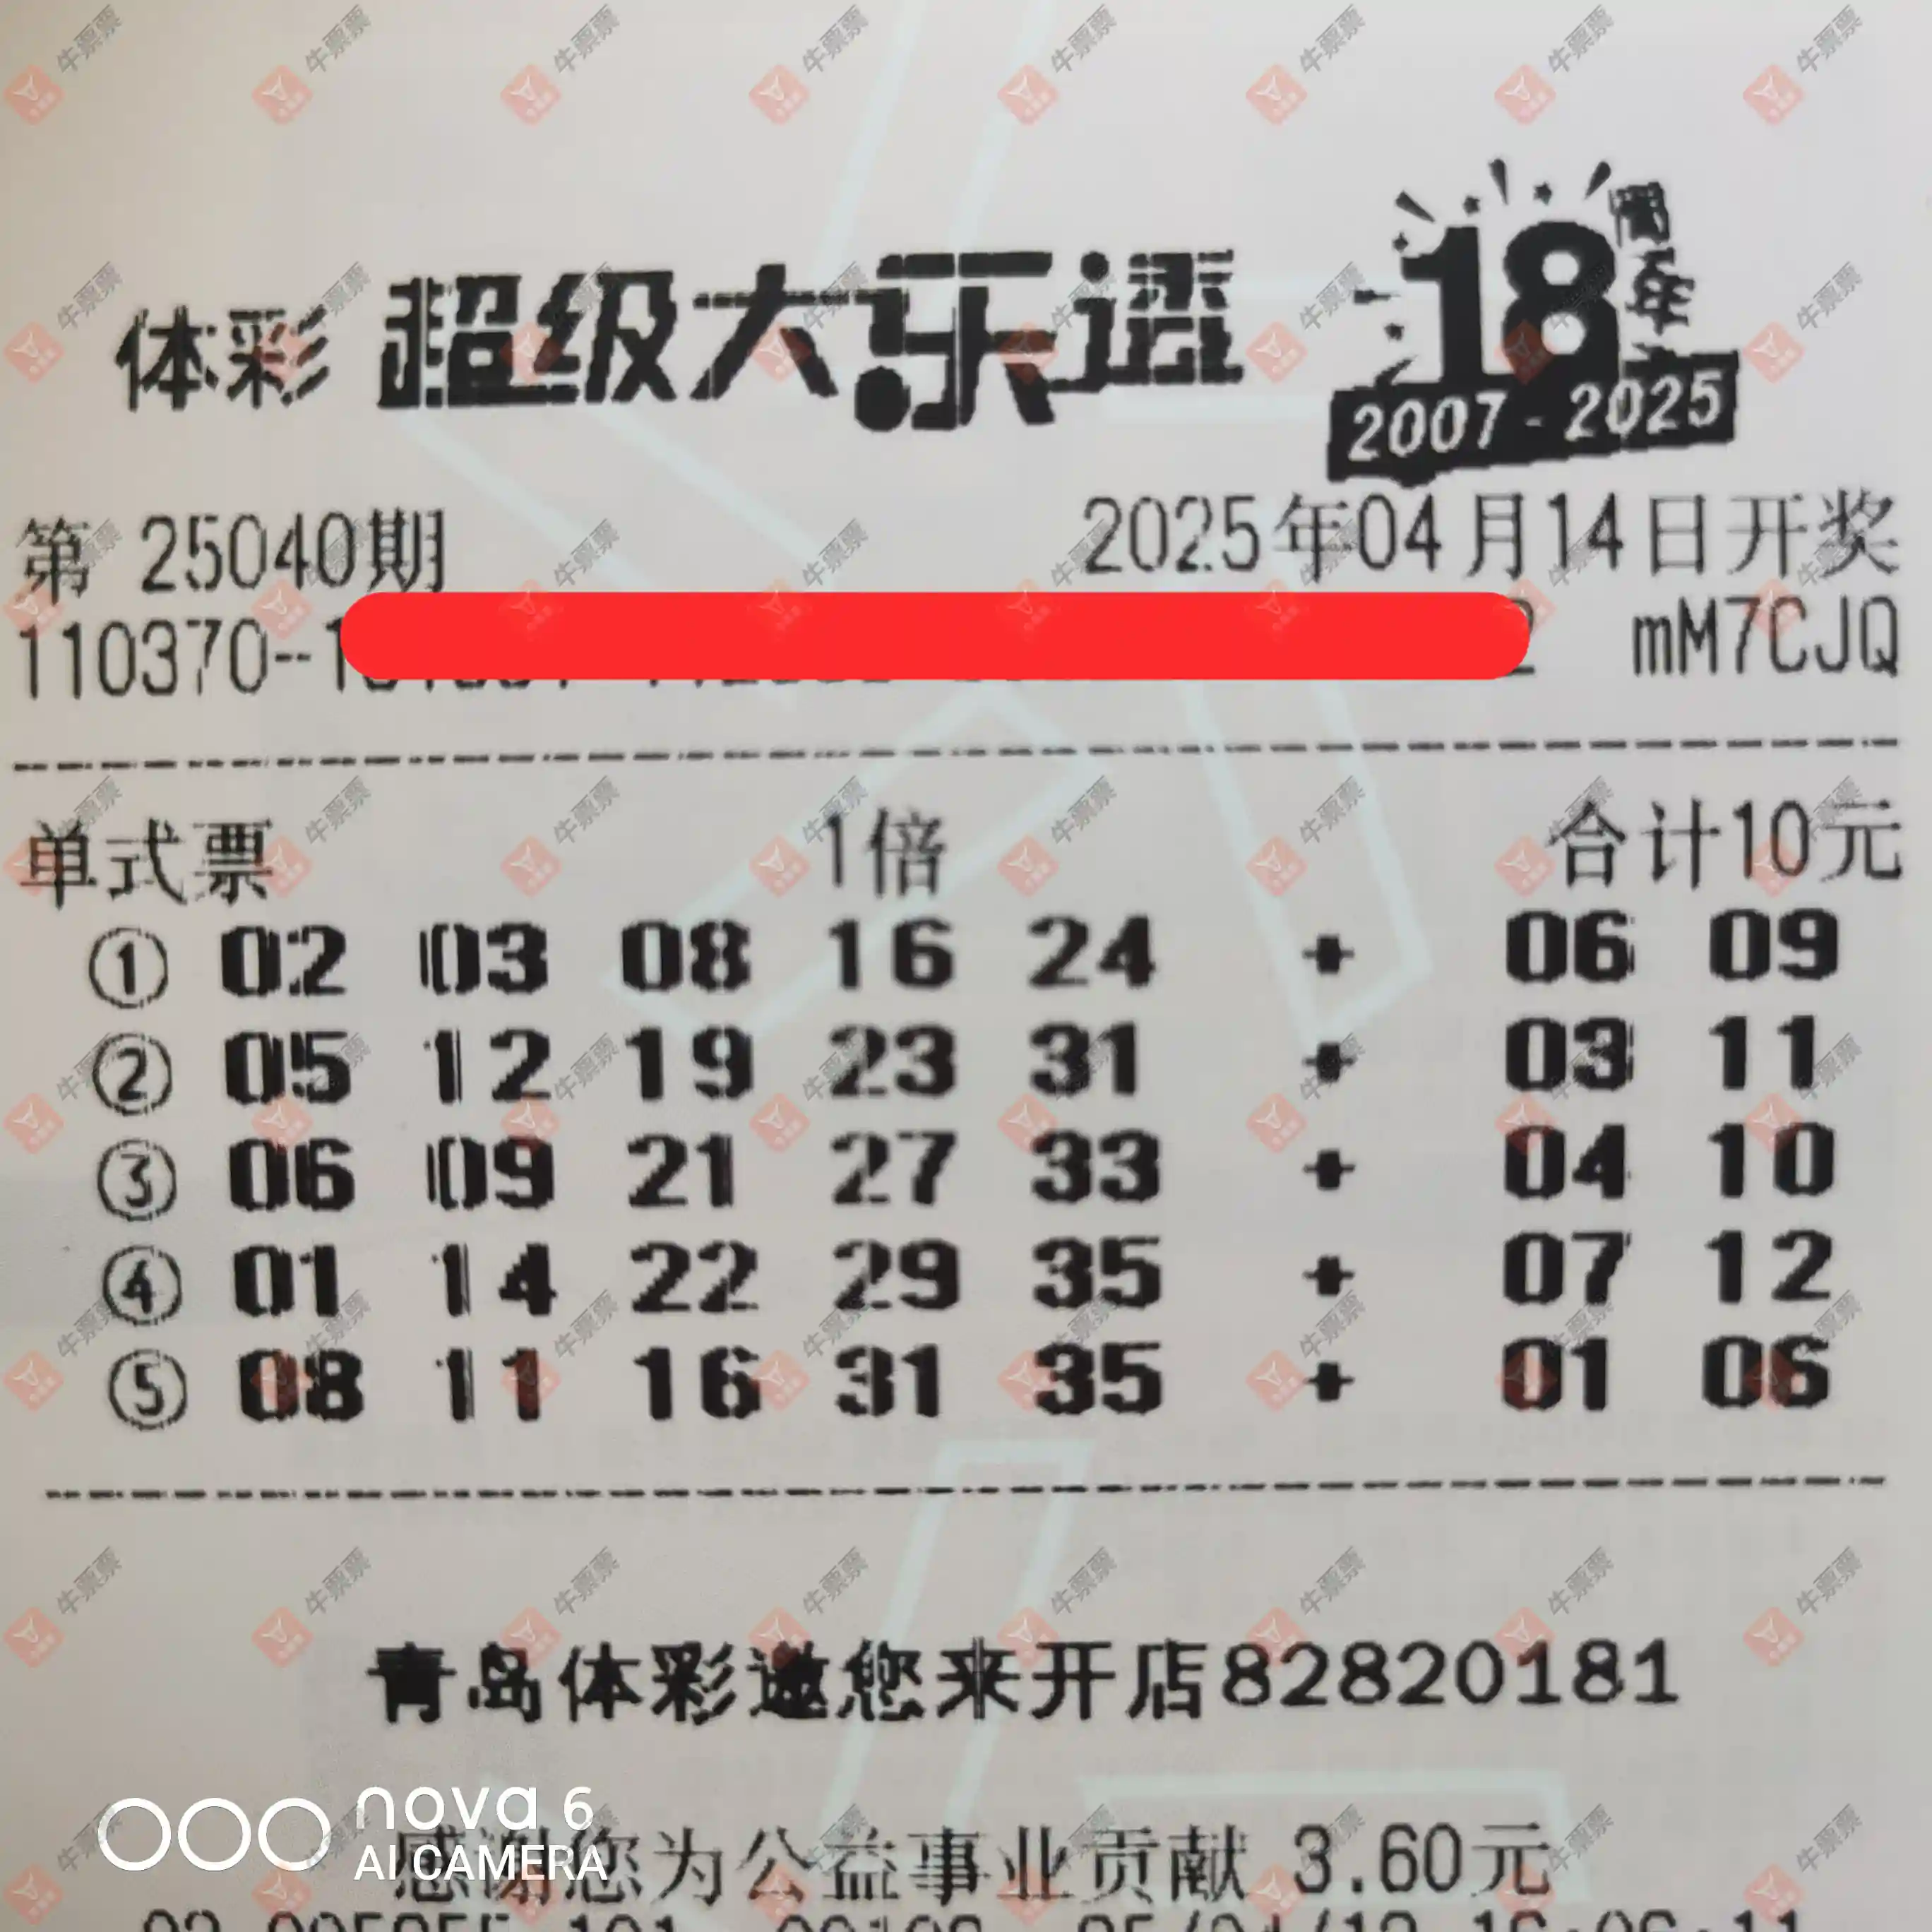 体彩 超级大乐透 18周年
2007-2025
第 25040期 2025年04月14日开奖
110370-1 2 mM7CJQ
单式票 1倍 合计10元
① 02 03 08 16 24 + 06 09
② 05 12 19 23 31 + 03 11
③ 06 09 21 27 33 + 04 10
④ 01 14 22 29 35 + 07 12
⑤ 08 11 16 31 35 + 01 06
青岛体彩邀您来开店82820181
感谢您为公益事业贡献 3.60元
nova 6
AI CAMERA
牛票票